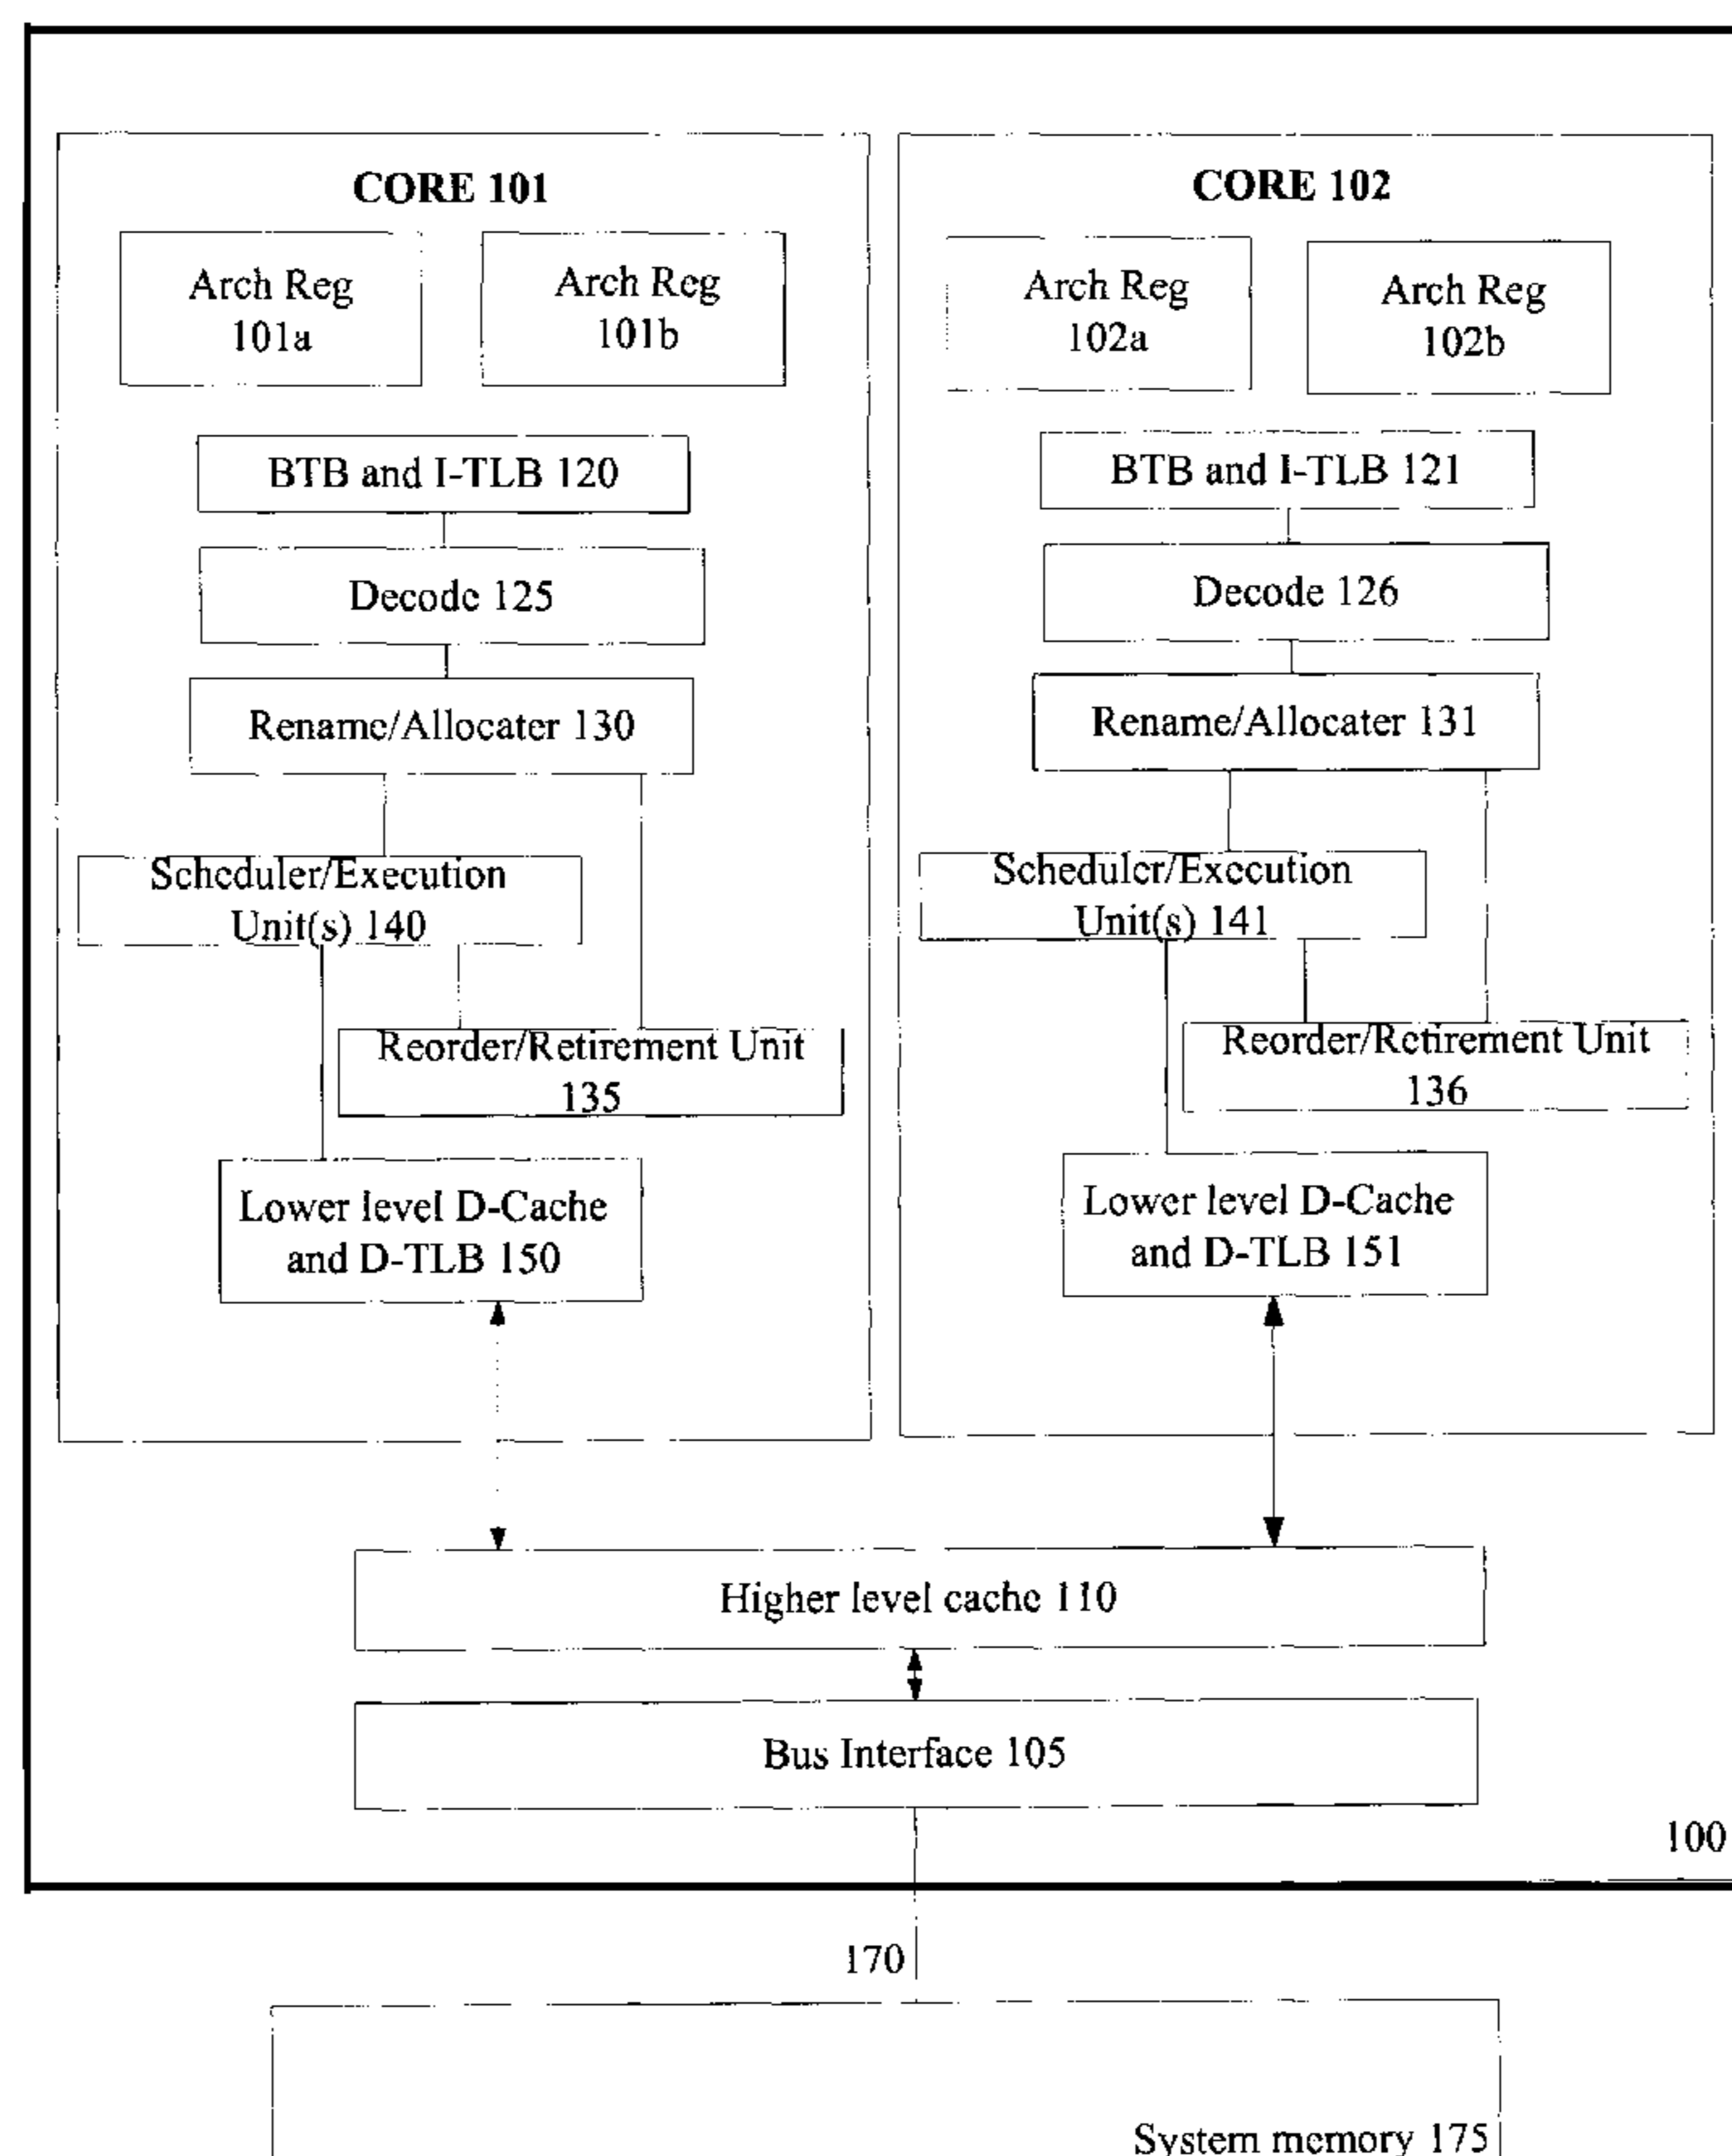 CORE 101
Arch Reg
101a
Arch Reg
101b
BTB and I-TLB 120
Decode 125
Rename/Allocater 130
Scheduler/Execution
Unit(s) 140
Reorder/Retirement Unit
135
Lower level D-Cache
and D-TLB 150
CORE 102
Arch Reg
102a
Arch Reg
102b
BTB and I-TLB 121
Decode 126
Rename/Allocater 131
Scheduler/Execution
Unit(s) 141
Reorder/Retirement Unit
136
Lower level D-Cache
and D-TLB 151
Higher level cache 110
Bus Interface 105
100
170
System memory 175